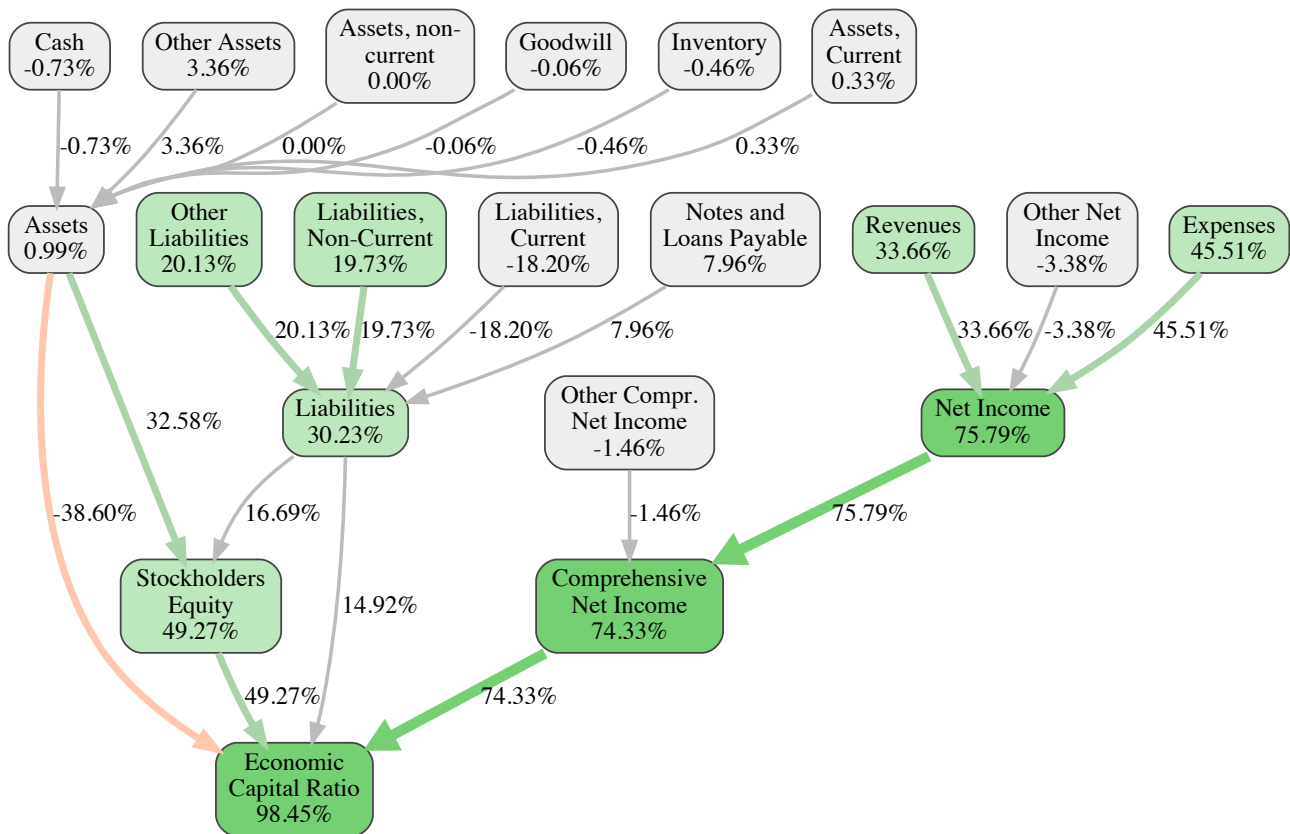 Cash
-0.73%
Other Assets
3.36%
Assets, non-
current
0.00%
Goodwill
-0.06%
Inventory
-0.46%
Assets,
Current
0.33%
-0.73%
3.36%
0.00%
-0.06%
-0.46%
0.33%
Assets
0.99%
Other
Liabilities
20.13%
Liabilities,
Non-Current
19.73%
Liabilities,
Current
-18.20%
Notes and
Loans Payable
7.96%
Revenues
33.66%
Other Net
Income
-3.38%
Expenses
45.51%
20.13%
19.73%
-18.20%
7.96%
33.66%
-3.38%
45.51%
32.58%
Liabilities
30.23%
Other Compr.
Net Income
-1.46%
Net Income
75.79%
-38.60%
16.69%
-1.46%
75.79%
Stockholders
Equity
49.27%
14.92%
Comprehensive
Net Income
74.33%
49.27%
74.33%
Economic
Capital Ratio
98.45%